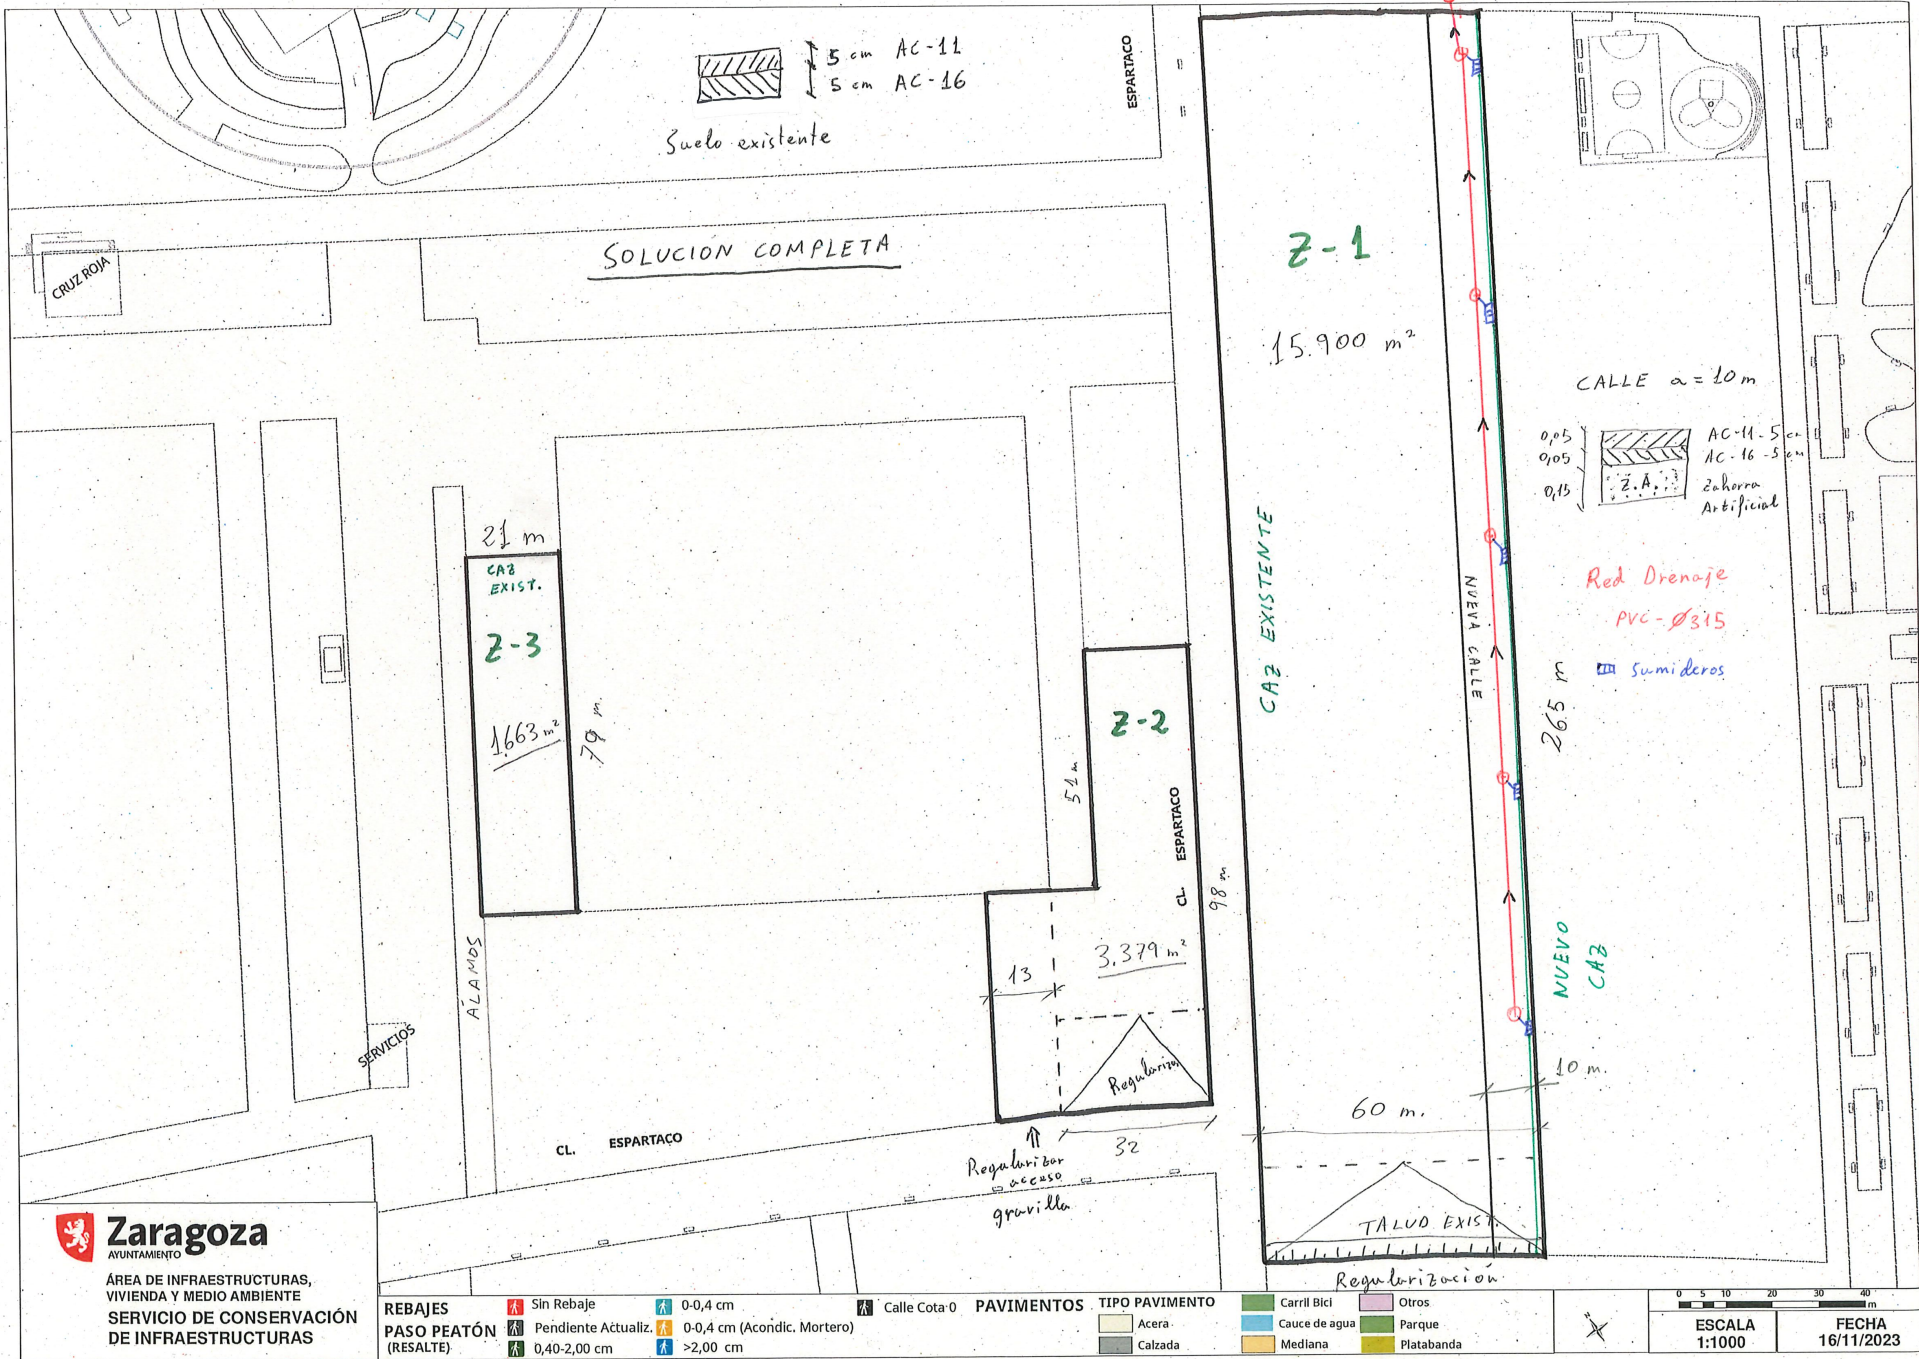 5 cm AC-11
5 cm AC-16
Suelo existente
ESPARTACO
SOLUCIÓN COMPLETA
CRUZ ROJA
Z-1
15.900 m²
CALLE a = 10 m
0,05
0,05
0,15
Z.A.
AC-11-5 cm
AC-16-5 cm
Zahorra
Artificial
Red Drenaje
PVC-Ø315
Sumideros
CAZ EXISTENTE
NUEVA CALLE
265 m
NUEVO
CAZ
21 m
CAZ
EXIST.
Z-3
1663 m²
79 m
Z-2
51 m
CL. ESPARTACO
98 m
3.379 m²
13
Regularizar
32
ÁLAMOS
SERVICIOS
CL. ESPARTACO
Regularizar
acceso
gravilla
10 m.
60 m.
TALUD EXIST.
Regularización
Zaragoza
AYUNTAMIENTO
ÁREA DE INFRAESTRUCTURAS,
VIVIENDA Y MEDIO AMBIENTE
SERVICIO DE CONSERVACIÓN
DE INFRAESTRUCTURAS
REBAJES
PASO PEATÓN
(RESALTE)
Sin Rebaje
Pendiente Actualiz.
0,40-2,00 cm
0-0,4 cm
0-0,4 cm (Acondic. Mortero)
>2,00 cm
Calle Cota 0
PAVIMENTOS
TIPO PAVIMENTO
Acera
Calzada
Carril Bici
Cauce de agua
Mediana
Otros
Parque
Platabanda
0 5 10 20 30 40
m
ESCALA
1:1000
FECHA
16/11/2023